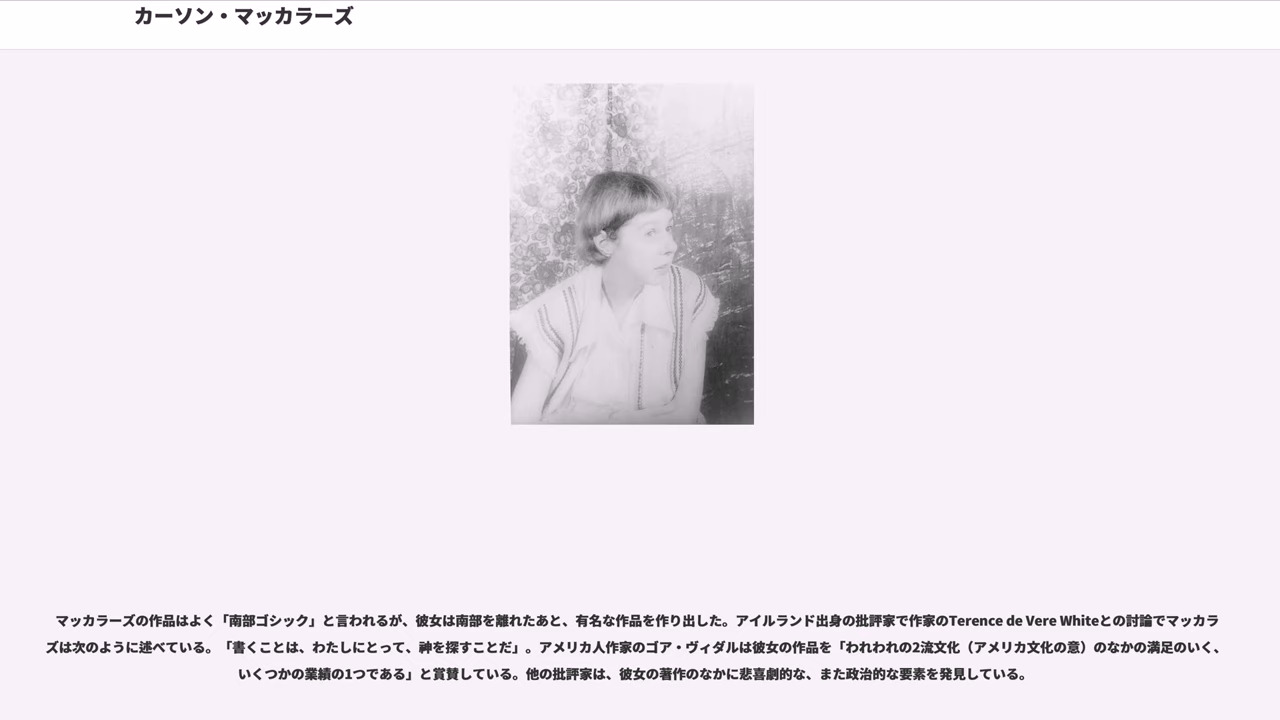 カーソン・マッカラーズ
マッカラーズの作品はよく「南部ゴシック」と言われるが、彼女は南部を離れたあと、有名な作品を作り出した。アイルランド出身の批評家で作家のTerence de Vere Whiteとの討論でマッカラ
ズは次のように述べている。「書くことは、わたしにとって、神を探すことだ」。アメリカ人作家のゴア・ヴィダルは彼女の作品を「われわれの2流文化（アメリカ文化の意）のなかの満足のいく、
いくつかの業績の1つである」と賞賛している。他の批評家は、彼女の著作のなかに悲喜劇的な、また政治的な要素を発見している。